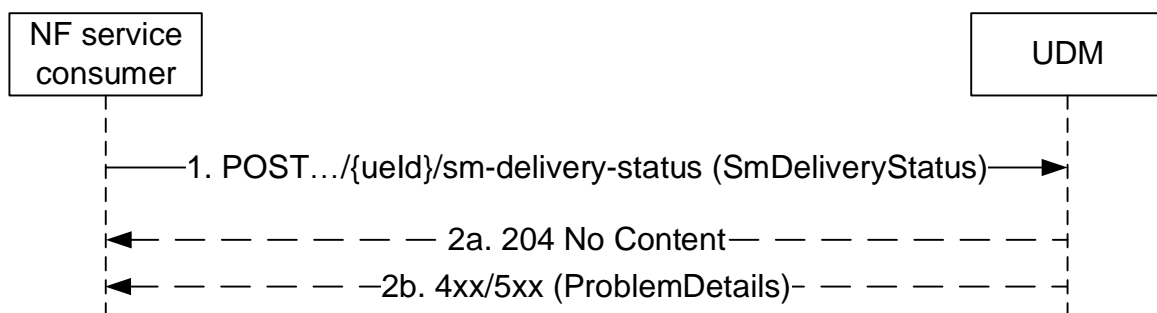 NF service
consumer
UDM
1. POST…/{ueId}/sm-delivery-status (SmDeliveryStatus)
2a. 204 No Content
2b. 4xx/5xx (ProblemDetails)